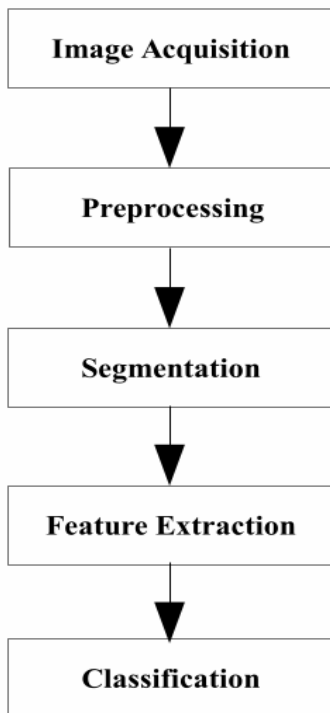 Image Acquisition
Preprocessing
Segmentation
Feature Extraction
Classification